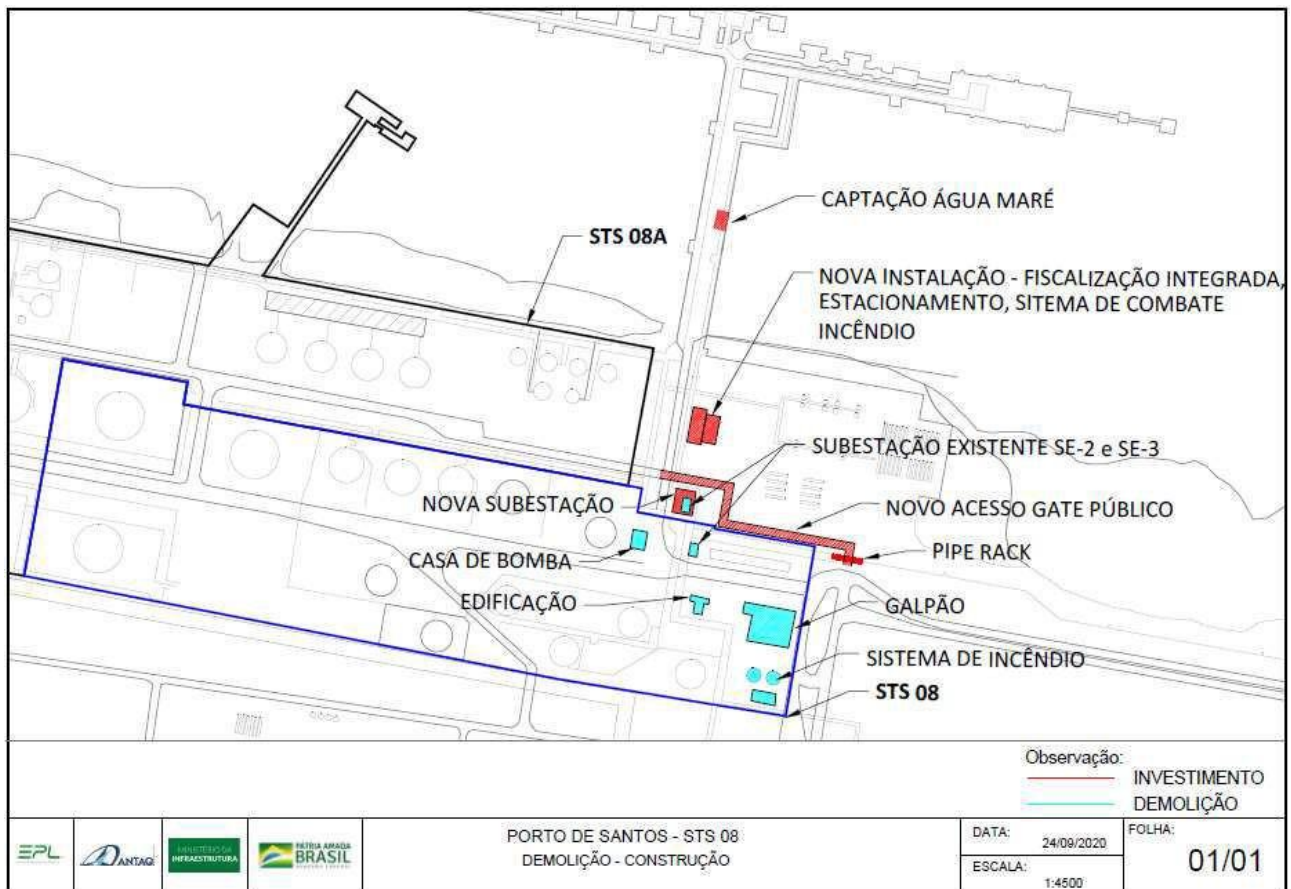 CAPTAÇÃO ÁGUA MARÉ
STS 08A
NOVA INSTALAÇÃO - FISCALIZAÇÃO INTEGRADA,
ESTACIONAMENTO, SITEMA DE COMBATE
INCÊNDIO
SUBESTAÇÃO EXISTENTE SE-2 e SE-3
NOVA SUBESTAÇÃO
NOVO ACESSO GATE PÚBLICO
CASA DE BOMBA
PIPE RACK
EDIFICAÇÃO
GALPÃO
SISTEMA DE INCÊNDIO
STS 08
Observação:
INVESTIMENTO
DEMOLIÇÃO
EPL
ANTAQ
MINISTÉRIO DA
INFRAESTRUTURA
PÁTRIA AMADA
BRASIL
PORTO DE SANTOS - STS 08
DEMOLIÇÃO - CONSTRUÇÃO
DATA:
24/09/2020
ESCALA:
1:4500
FOLHA:
01/01